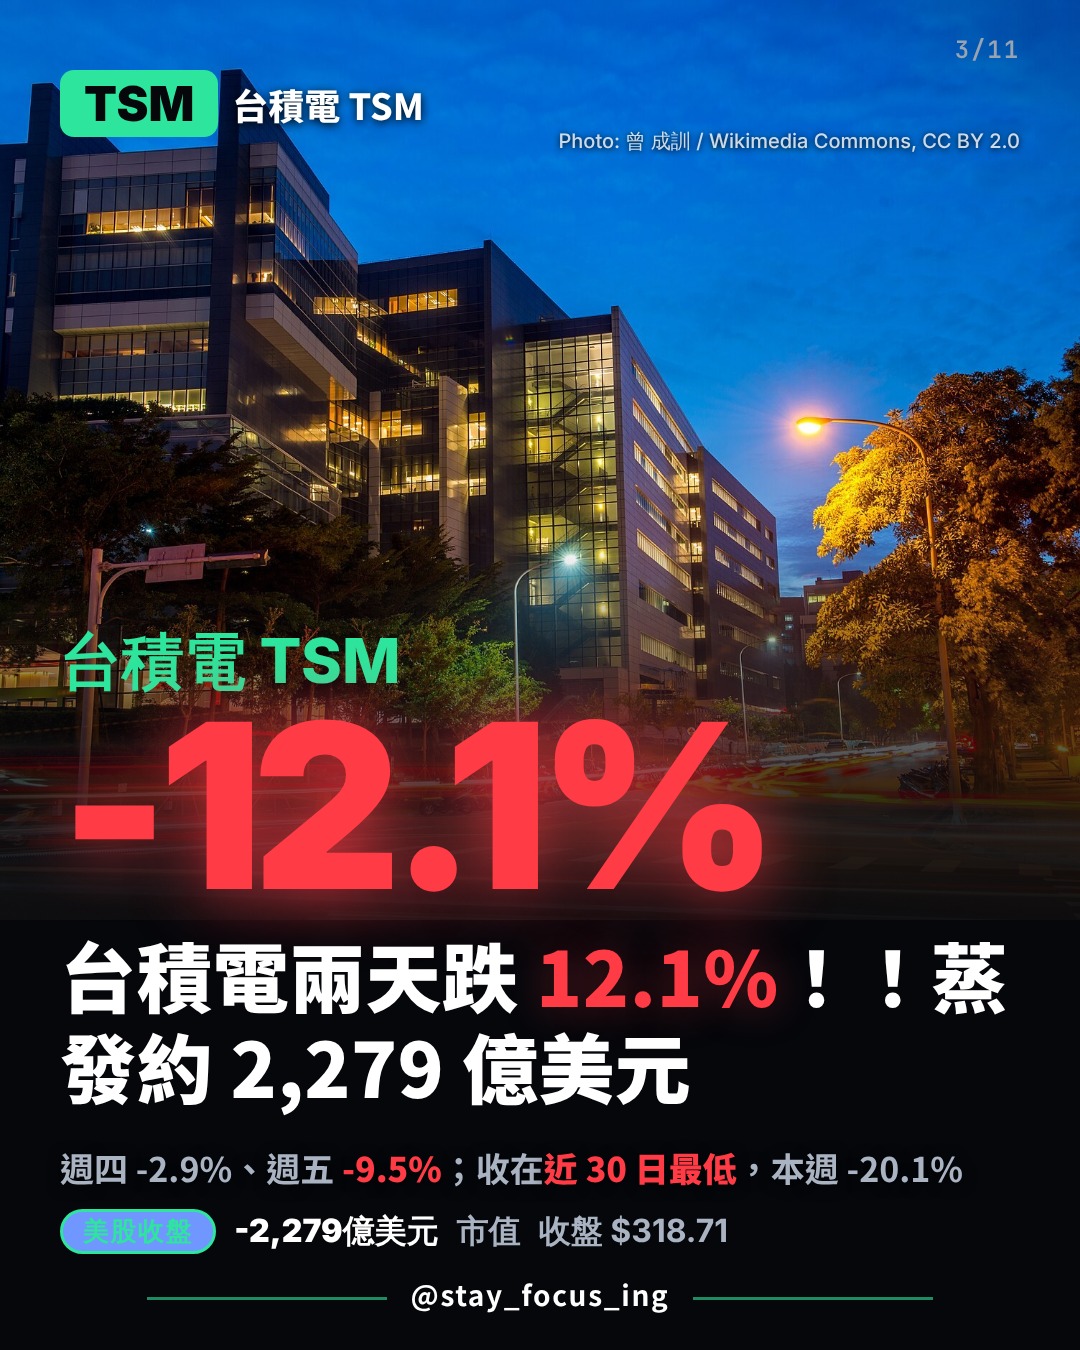 3/11
TSM 台積電 TSM
Photo: 曾 成訓 / Wikimedia Commons, CC BY 2.0
台積電 TSM
-12.1%
台積電兩天跌 12.1%！！蒸
發約 2,279 億美元
週四 -2.9%、週五 -9.5%；收在近 30 日最低，本週 -20.1%
美股收盤 -2,279億美元 市值 收盤 $318.71
@stay_focus_ing